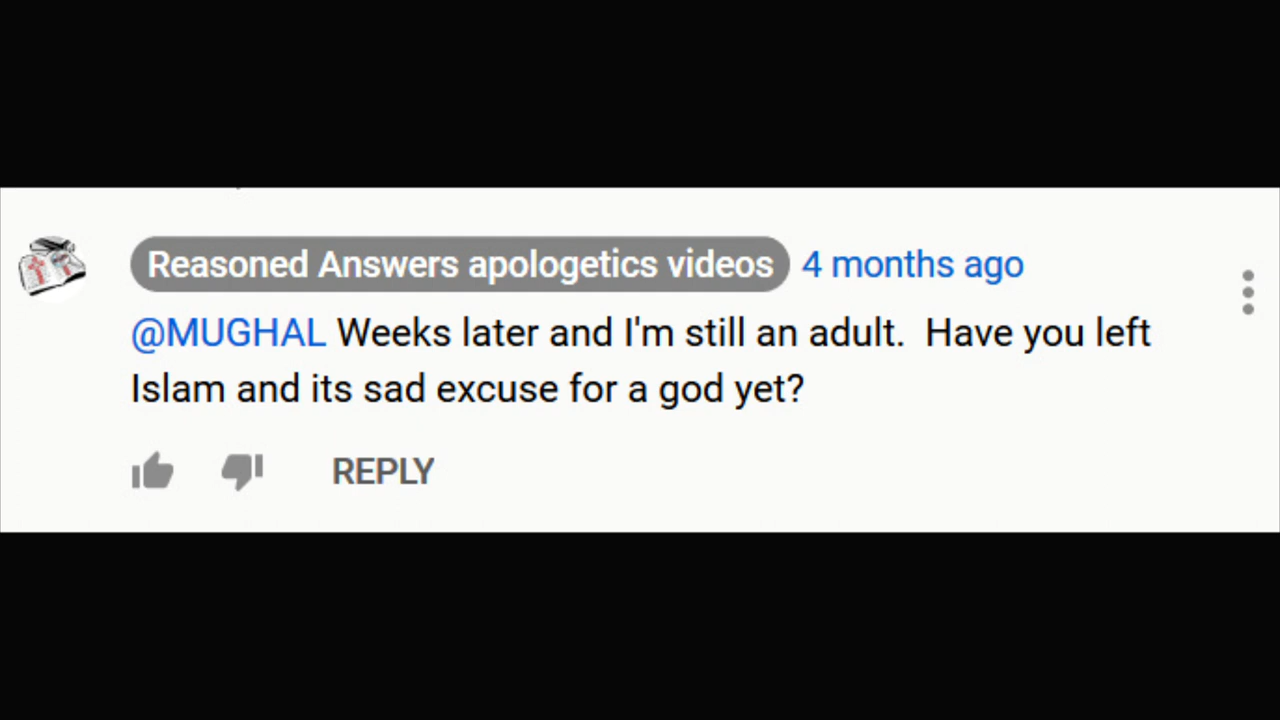 Reasoned Answers apologetics videos 4 months ago
@MUGHAL Weeks later and I'm still an adult.  Have you left
Islam and its sad excuse for a god yet?
REPLY